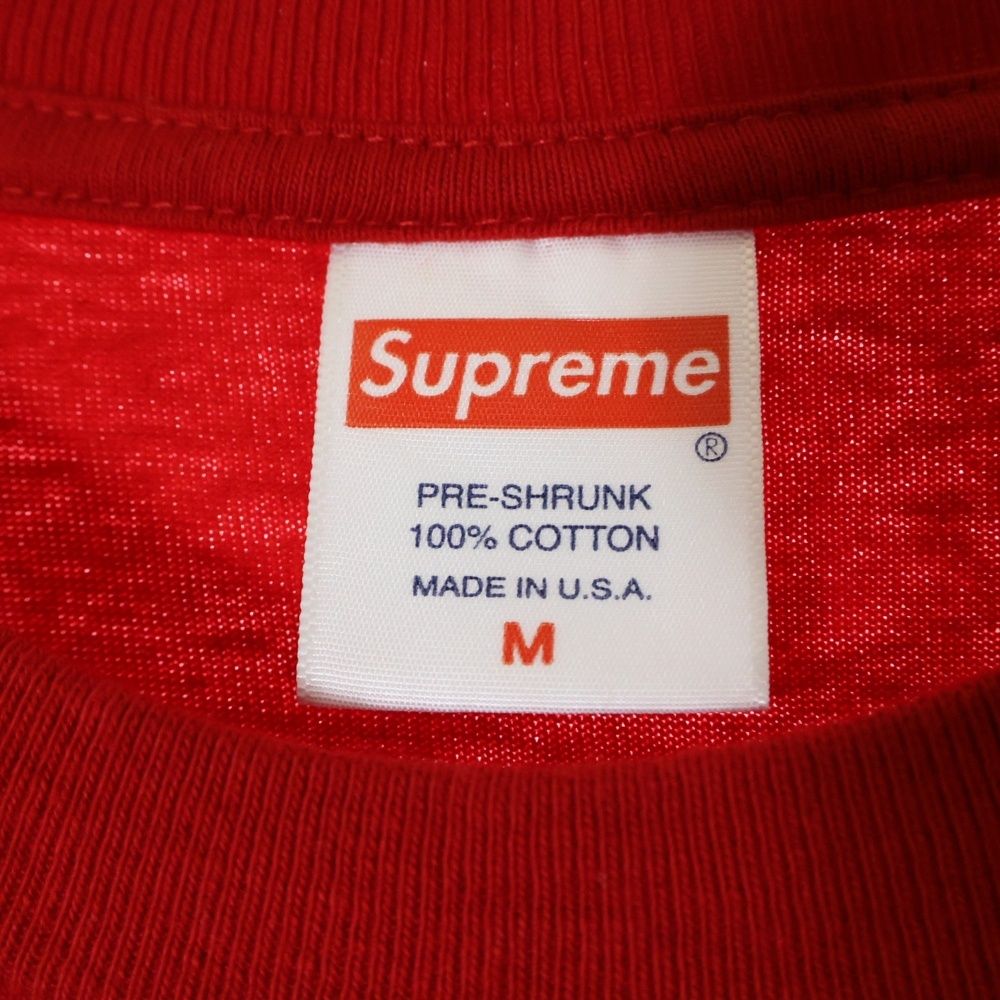 Supreme
®
PRE-SHRUNK
100% COTTON
MADE IN U.S.A.
M